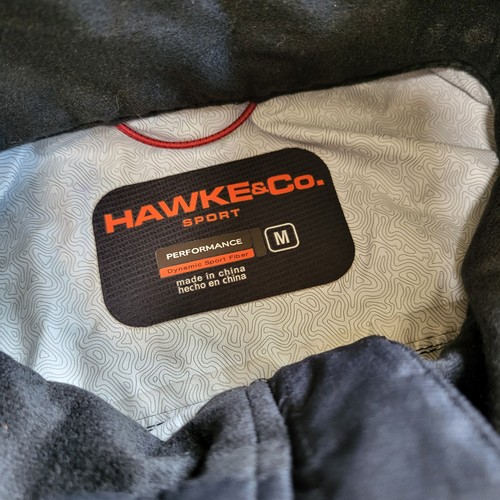 HAWKE&CO.
SPORT
PERFORMANCE
M
Dynamic Sport Fiber
made in china
hecho en china